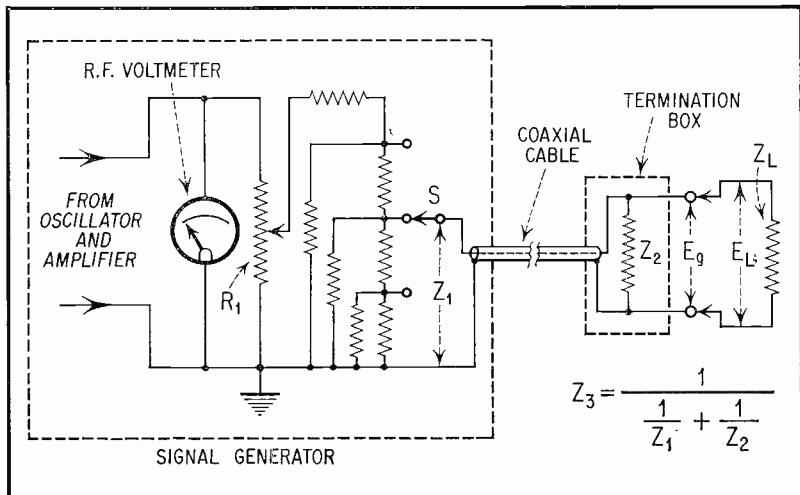 R.F. VOLTMETER
FROM
OSCILLATOR
AND
AMPLIFIER
R1
S
Z1
COAXIAL
CABLE
TERMINATION
BOX
Z2
Eg
EL
ZL
Z3 = 1 / (1/Z1 + 1/Z2)
SIGNAL GENERATOR